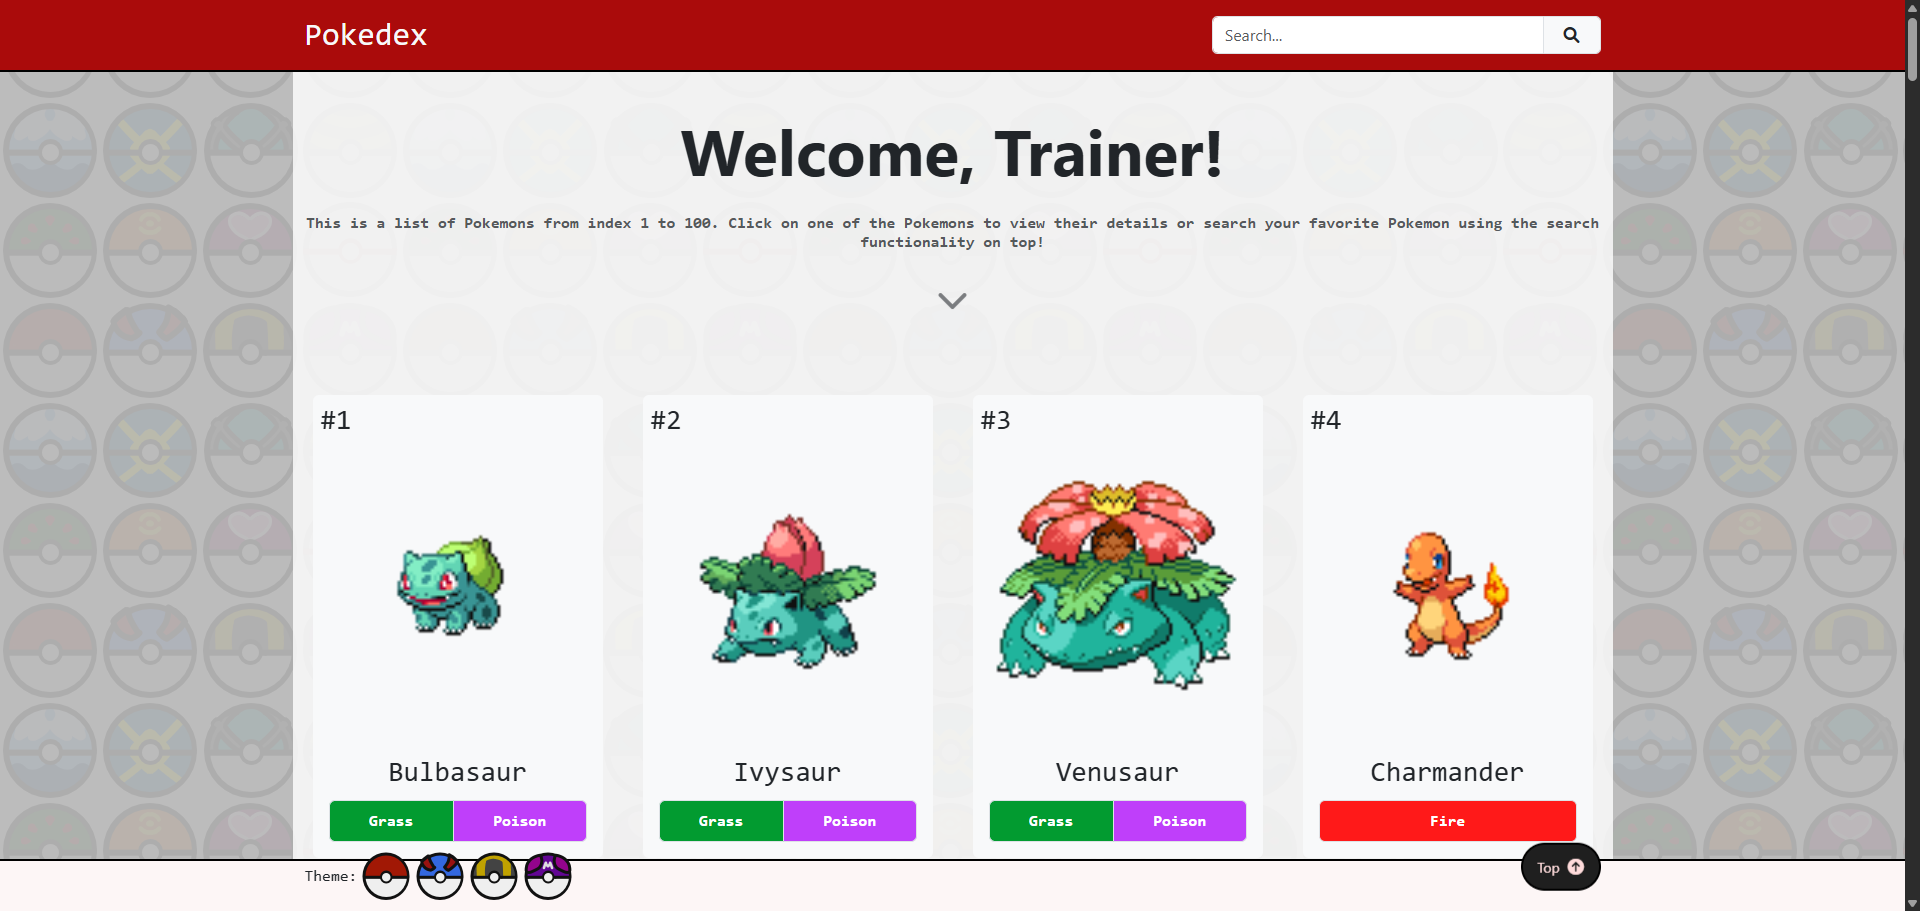 Pokedex
Search...
Welcome, Trainer!
This is a list of Pokemons from index 1 to 100. Click on one of the Pokemons to view their details or search your favorite Pokemon using the search
functionality on top!
#1
#2
#3
#4
Bulbasaur
Ivysaur
Venusaur
Charmander
Grass Poison
Grass Poison
Grass Poison
Fire
Theme:
M
Top